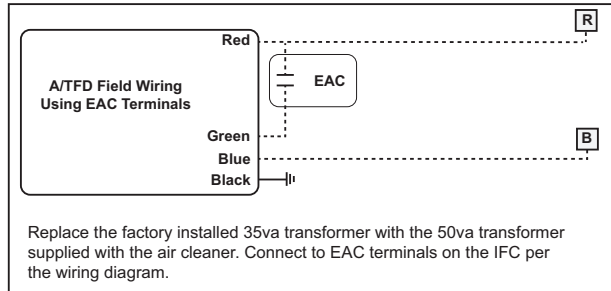 R
Red
A/TFD Field Wiring
Using EAC Terminals
EAC
Green
Blue
B
Black
Replace the factory installed 35va transformer with the 50va transformer
supplied with the air cleaner. Connect to EAC terminals on the IFC per
the wiring diagram.